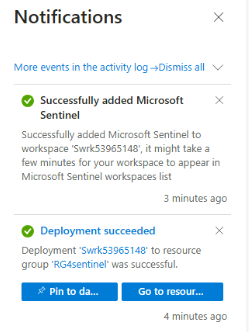 Notifications
More events in the activity log → Dismiss all
Successfully added Microsoft
Sentinel
Successfully added Microsoft Sentinel to
workspace 'Swrk53965148', it might take a
few minutes for your workspace to appear in
Microsoft Sentinel workspaces list
3 minutes ago
Deployment succeeded
Deployment 'Swrk53965148' to resource
group 'RG4sentinel' was successful.
Pin to da... Go to resour...
4 minutes ago